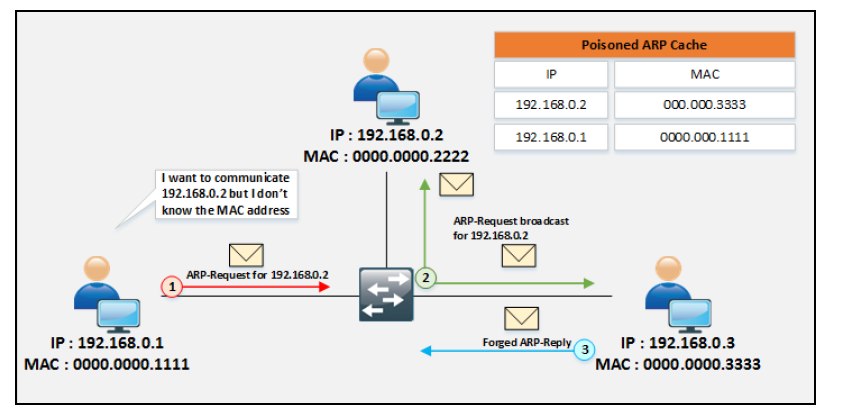 Poisoned ARP Cache
IP MAC
192.168.0.2 000.000.3333
192.168.0.1 0000.000.1111
IP : 192.168.0.2
MAC : 0000.0000.2222
I want to communicate
192.168.0.2 but I don't
know the MAC address
ARP-Request broadcast
for 192.168.0.2
ARP-Request for 192.168.0.2
1
2
Forged ARP-Reply
3
IP : 192.168.0.1
MAC : 0000.0000.1111
IP : 192.168.0.3
MAC : 0000.0000.3333